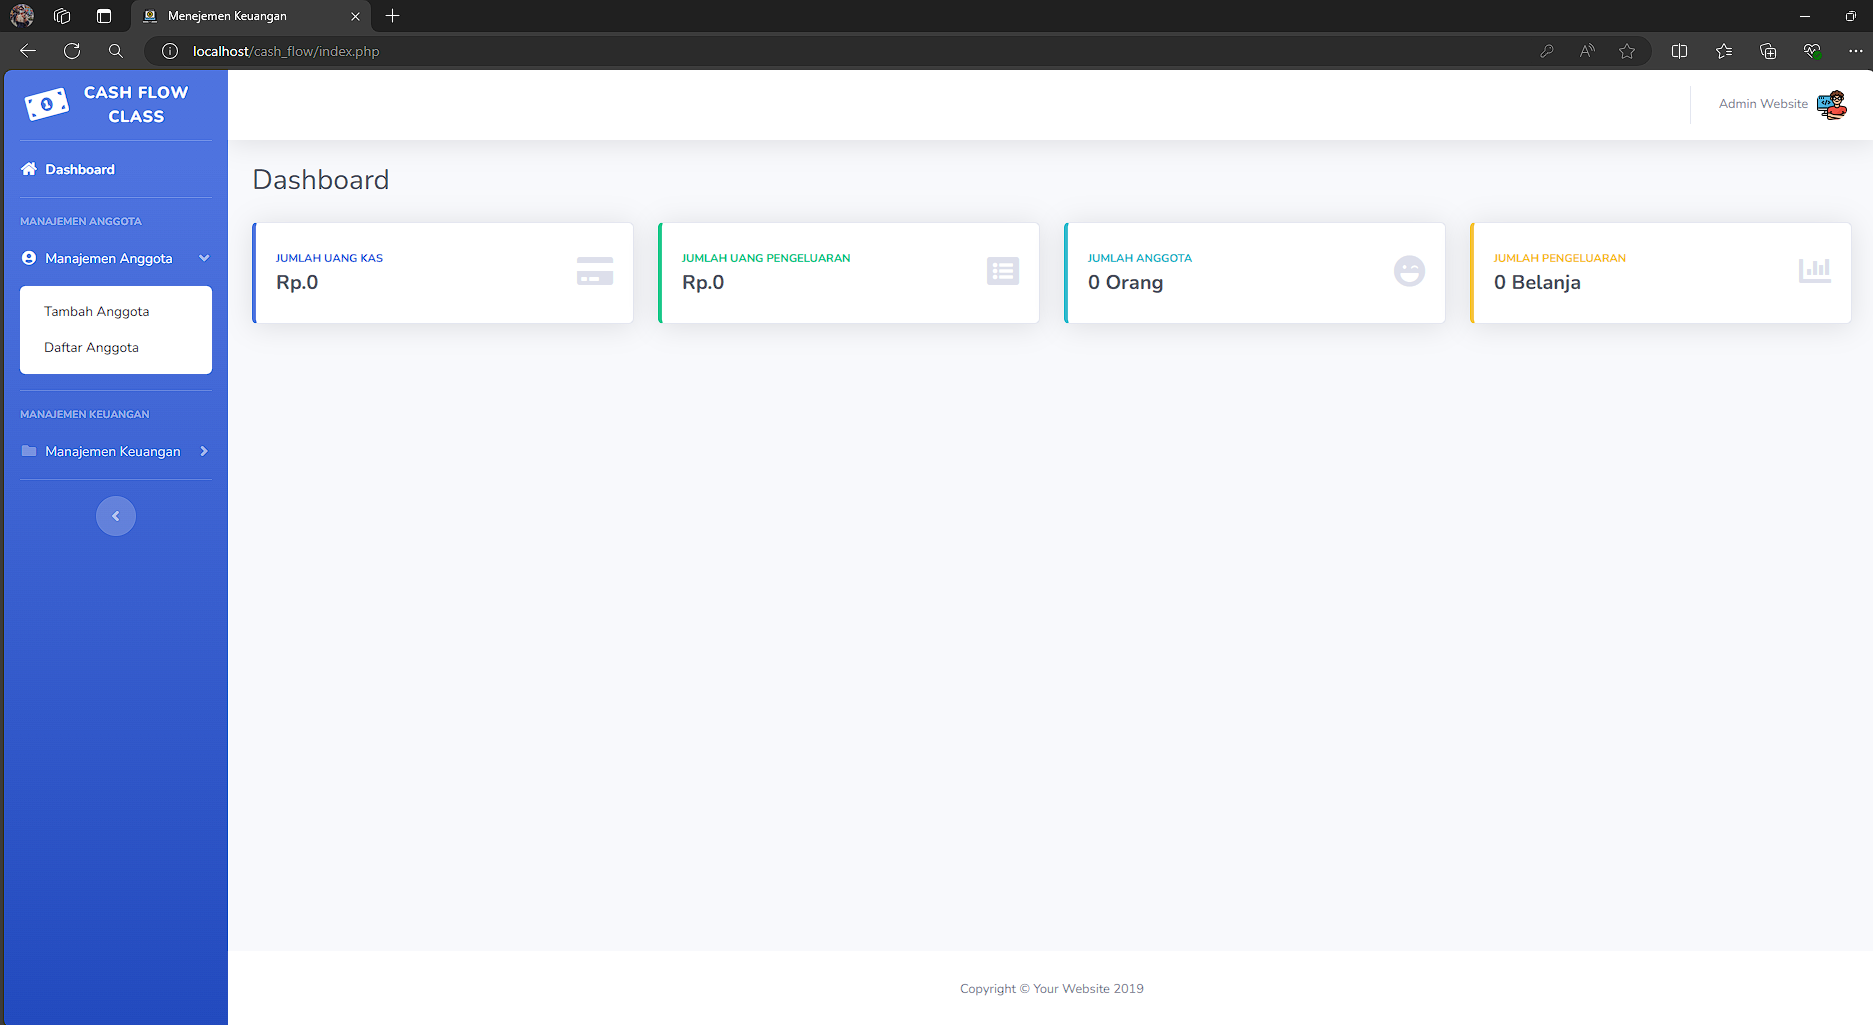 Menejemen Keuangan
localhost/cash_flow/index.php
CASH FLOW
CLASS
Admin Website
Dashboard
MANAJEMEN ANGGOTA
Manajemen Anggota
Tambah Anggota
Daftar Anggota
MANAJEMEN KEUANGAN
Manajemen Keuangan
Dashboard
JUMLAH UANG KAS
Rp.0
JUMLAH UANG PENGELUARAN
Rp.0
JUMLAH ANGGOTA
0 Orang
JUMLAH PENGELUARAN
0 Belanja
Copyright © Your Website 2019